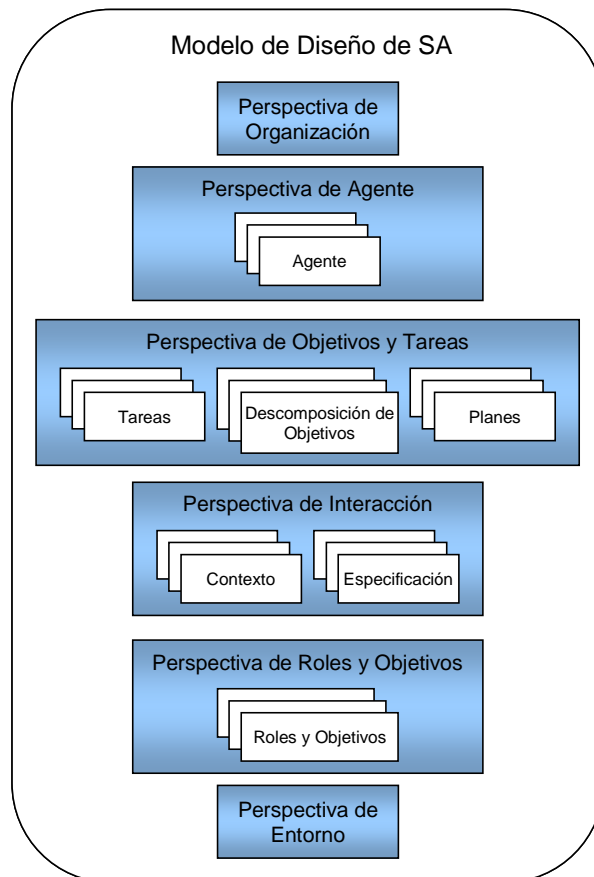 Modelo de Diseño de SA
Perspectiva de
Organización
Perspectiva de Agente
Agente
Perspectiva de Objetivos y Tareas
Tareas
Descomposición de
Objetivos
Planes
Perspectiva de Interacción
Contexto
Especificación
Perspectiva de Roles y Objetivos
Roles y Objetivos
Perspectiva de
Entorno